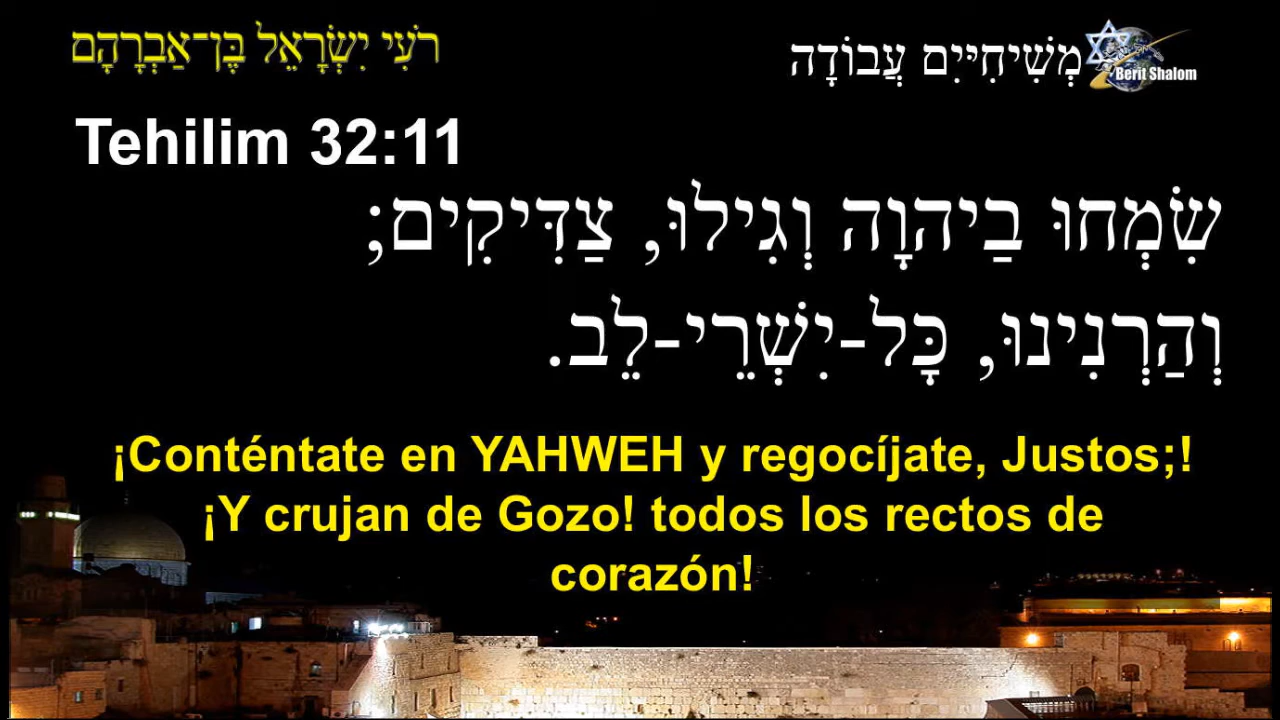 רֹעִי יִשְׂרָאֵל בֶּן־אַבְרָהָם
מְשִׁיחִיִּים עֲבוֹדָה
Berit Shalom
Tehilim 32:11
שִׂמְחוּ בַיהוָה וְגִילוּ, צַדִּיקִים;
וְהַרְנִינוּ, כָּל-יִשְׁרֵי-לֵב.
¡Conténtate en YAHWEH y regocíjate, Justos;!
¡Y crujan de Gozo! todos los rectos de
corazón!